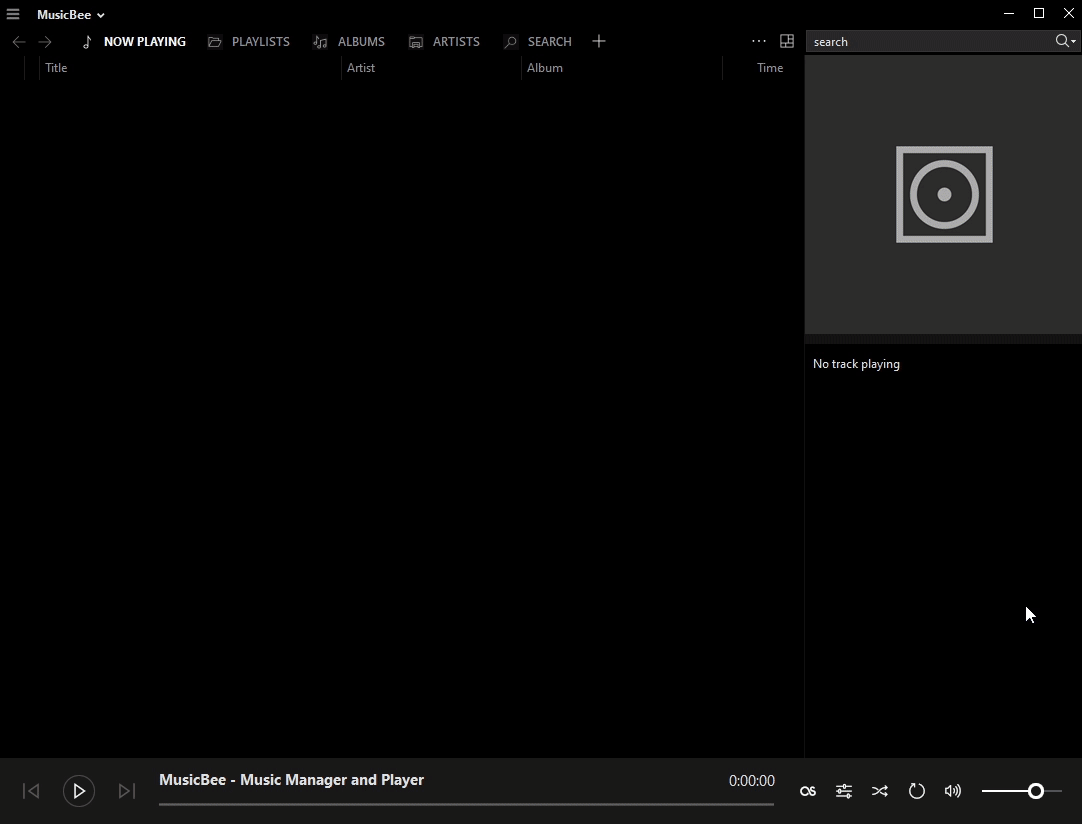 MusicBee
NOW PLAYING PLAYLISTS ALBUMS ARTISTS SEARCH
search
Title Artist Album Time
No track playing
MusicBee - Music Manager and Player 0:00:00